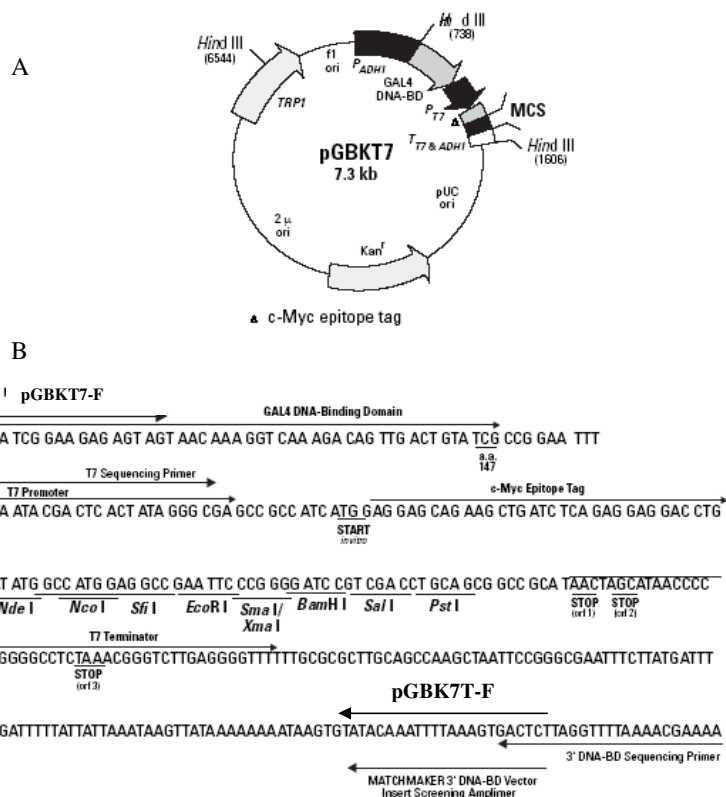 A
Hind III
(6544)
f1
ori
P ADH1
Hind III
(738)
GAL4
DNA-BD
TRP1
P T7
MCS
T T7 & ADH1
Hind III
(1606)
pGBKT7
7.3 kb
pUC
ori
2 μ
ori
Kan r
c-Myc epitope tag
B
pGBKT7-F
GAL4 DNA-Binding Domain
A TCG GAA GAG AGT AGT AAC AAA GGT CAA AGA CAG TTG ACT GTA TCG CCG GAA TTT
a.a.
147
T7 Sequencing Primer
T7 Promoter
c-Myc Epitope Tag
A ATA CGA CTC ACT ATA GGG CGA GCC GCC ATC ATG GAG GAG CAG AAG CTG ATC TCA GAG GAG GAC CTG
START
in vitro
T ATG GCC ATG GAG GCC GAA TTC CCG GGG ATC CGT CGA CCT GCA GCG GCC GCA TAACTAGCATAACCCC
Nde I
Nco I
Sfi I
EcoR I
Sma I/
Xma I
BamH I
Sal I
Pst I
STOP
(orf 1)
STOP
(orf 2)
T7 Terminator
GGGGCCTCTAAACGGGTCTTGAGGGGTTTTTTGCGCGCTTGCAGCCAAGCTAATTCCGGGCGAATTTCTTATGATTT
STOP
(orf 3)
pGBK7T-F
GATTTTTATTATTAAATAAGTTATAAAAAAAATAAGTGTATACAAATTTTAAAGTGACTCTTAGGTTTTAAAACGAAAA
3' DNA-BD Sequencing Primer
MATCHMAKER 3' DNA-BD Vector
Insert Screening Amplimer